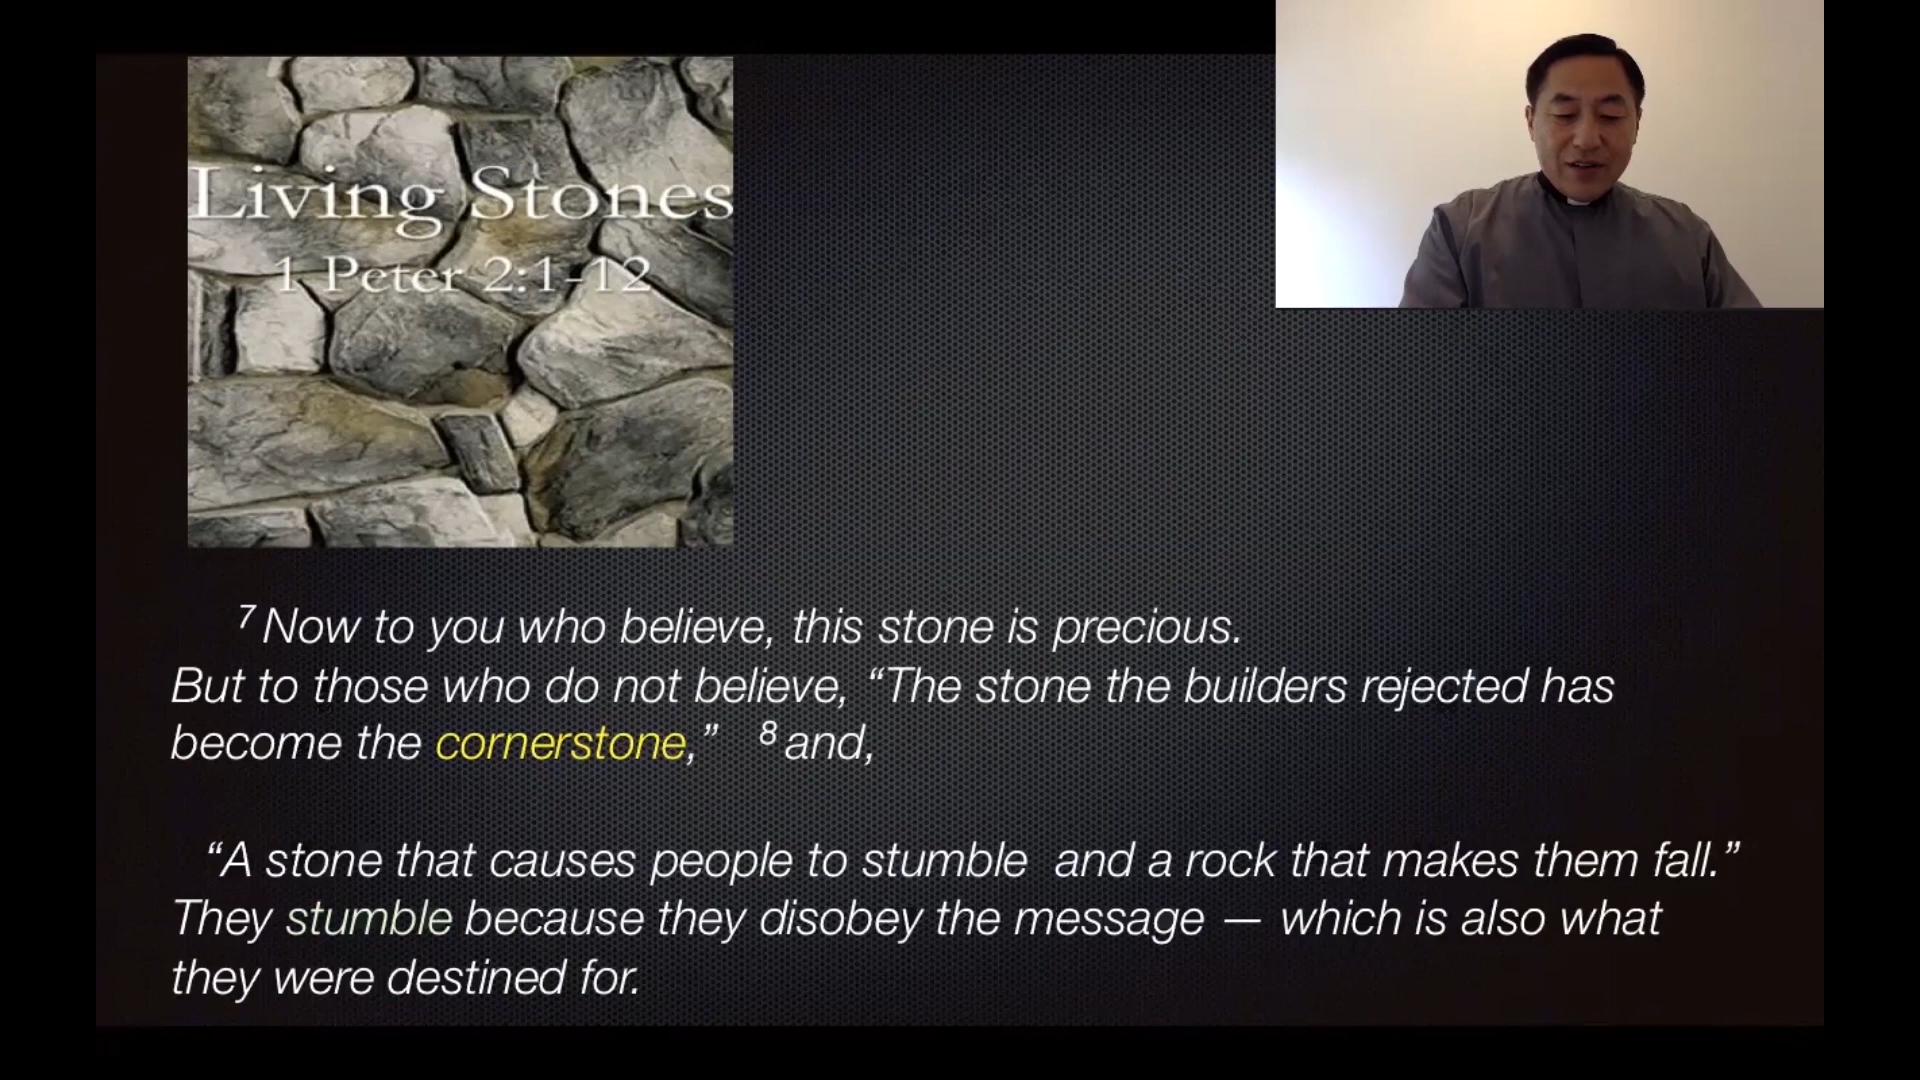 Living Stones
1 Peter 2:1-12
7 Now to you who believe, this stone is precious.
But to those who do not believe, “The stone the builders rejected has
become the cornerstone,” 8 and,
“A stone that causes people to stumble and a rock that makes them fall.”
They stumble because they disobey the message — which is also what
they were destined for.